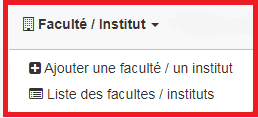 Faculté / Institut
Ajouter une faculté / un institut
Liste des facultes / instituts